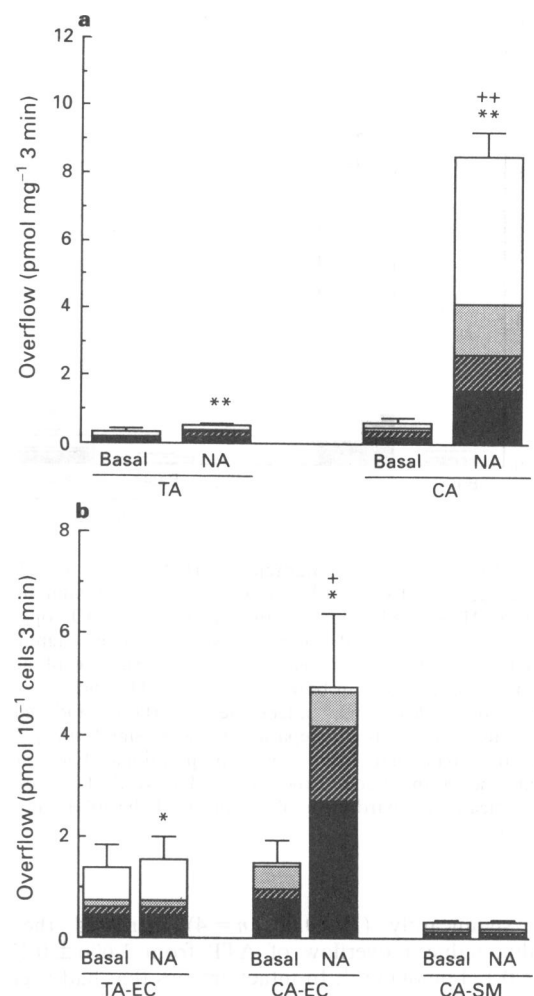 a
12
10
8
6
4
2
0
Overflow (pmol mg⁻¹ 3 min)
++
**
**
Basal NA Basal NA
TA CA
b
8
6
4
2
0
Overflow (pmol 10⁻¹ cells 3 min)
+
*
*
Basal NA Basal NA Basal NA
TA-EC CA-EC CA-SM